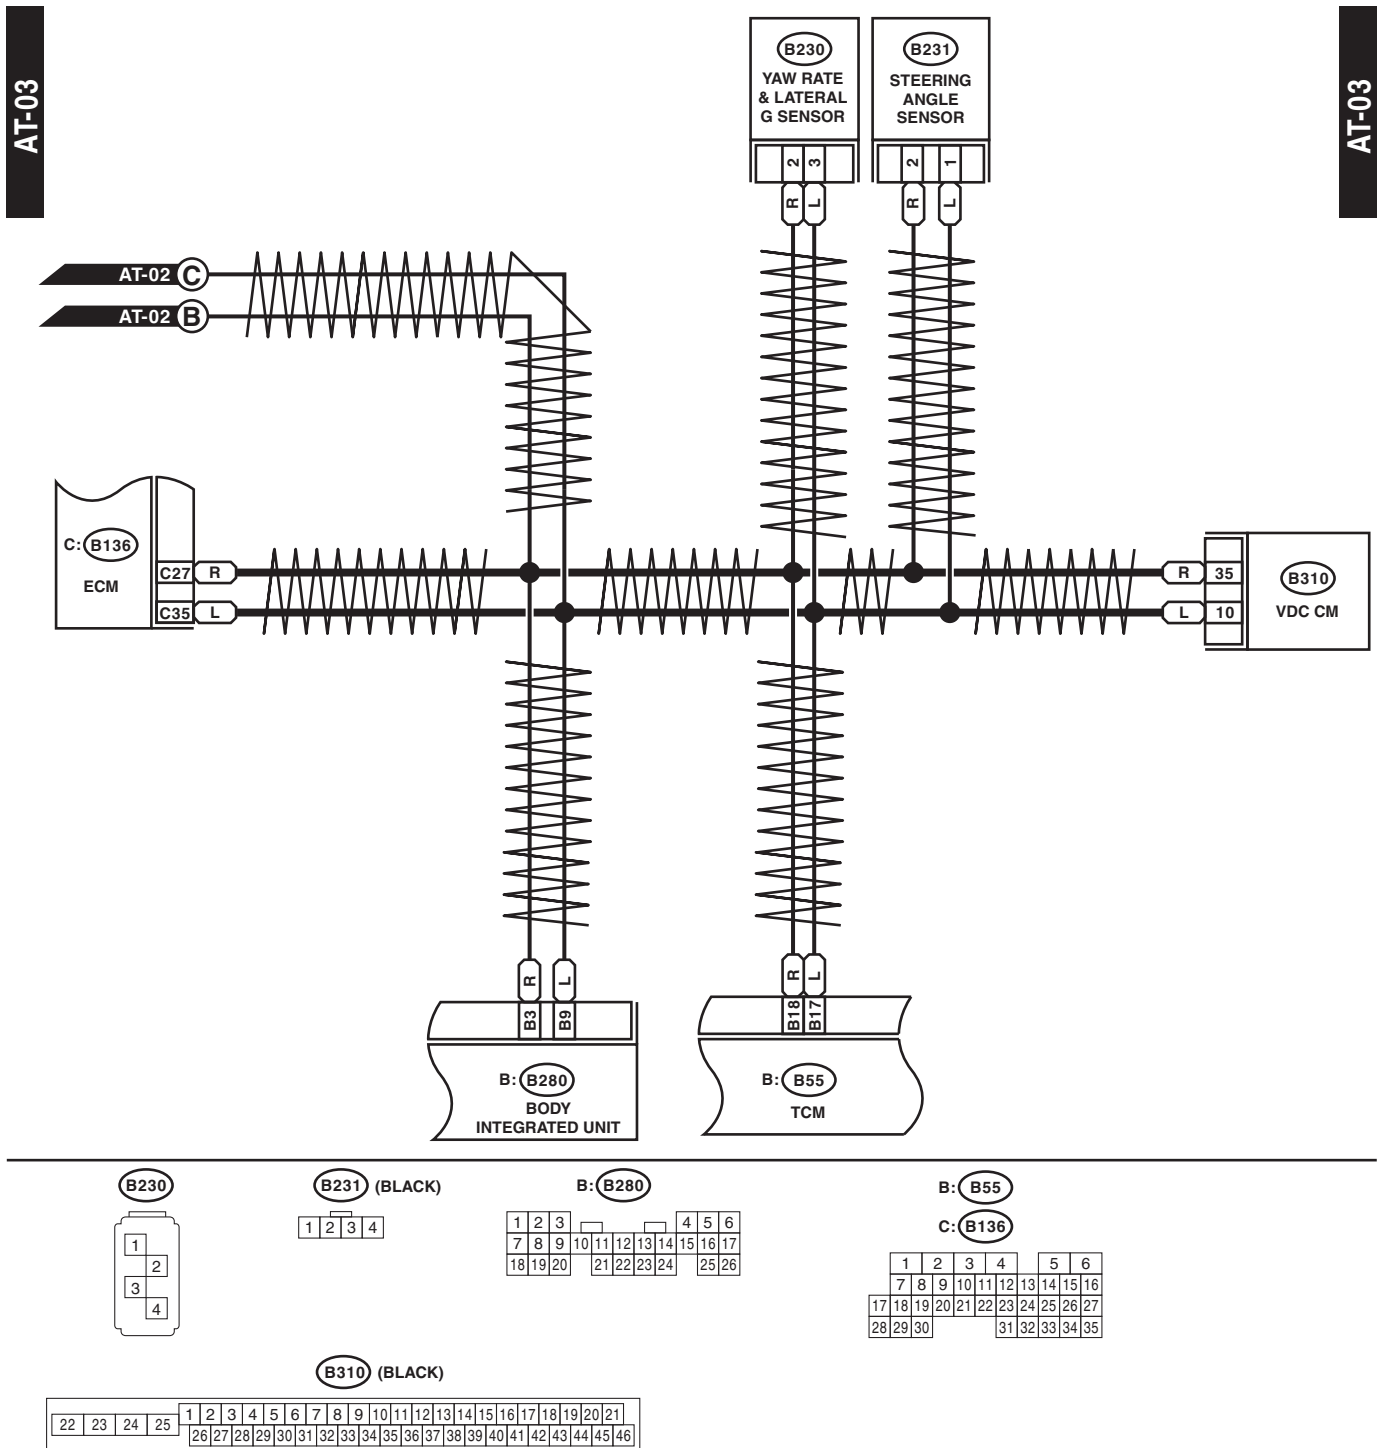 AT-03
AT-03
B230
YAW RATE
& LATERAL
G SENSOR
B231
STEERING
ANGLE
SENSOR
2 3
2 1
R L
R L
AT-02 C
AT-02 B
C: B136
ECM
C27 R
C35 L
R 35
L 10
B310
VDC CM
R L
B3 B9
B: B280
BODY
INTEGRATED UNIT
R L
B18 B17
B: B55
TCM
B230
1
2
3
4
B231 (BLACK)
1 2 3 4
B: B280
1 2 3 4 5 6
7 8 9 10 11 12 13 14 15 16 17
18 19 20 21 22 23 24 25 26
B: B55
C: B136
1 2 3 4 5 6
7 8 9 10 11 12 13 14 15 16
17 18 19 20 21 22 23 24 25 26 27
28 29 30 31 32 33 34 35
B310 (BLACK)
22 23 24 25
1 2 3 4 5 6 7 8 9 10 11 12 13 14 15 16 17 18 19 20 21
26 27 28 29 30 31 32 33 34 35 36 37 38 39 40 41 42 43 44 45 46